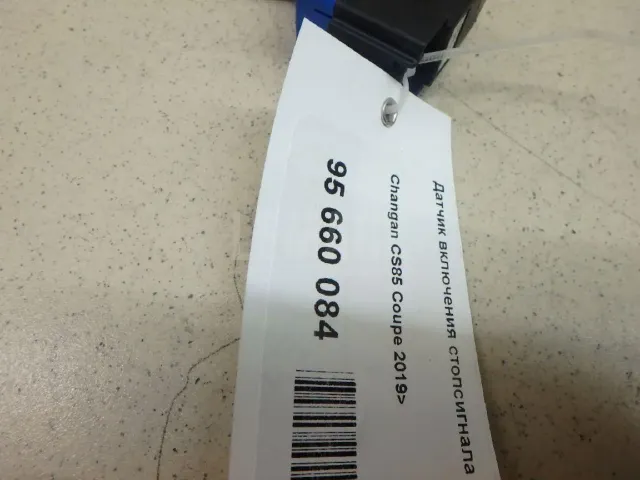 Датчик включения стопсигнала
Changan CS85 Coupe 2019>
95 660 084